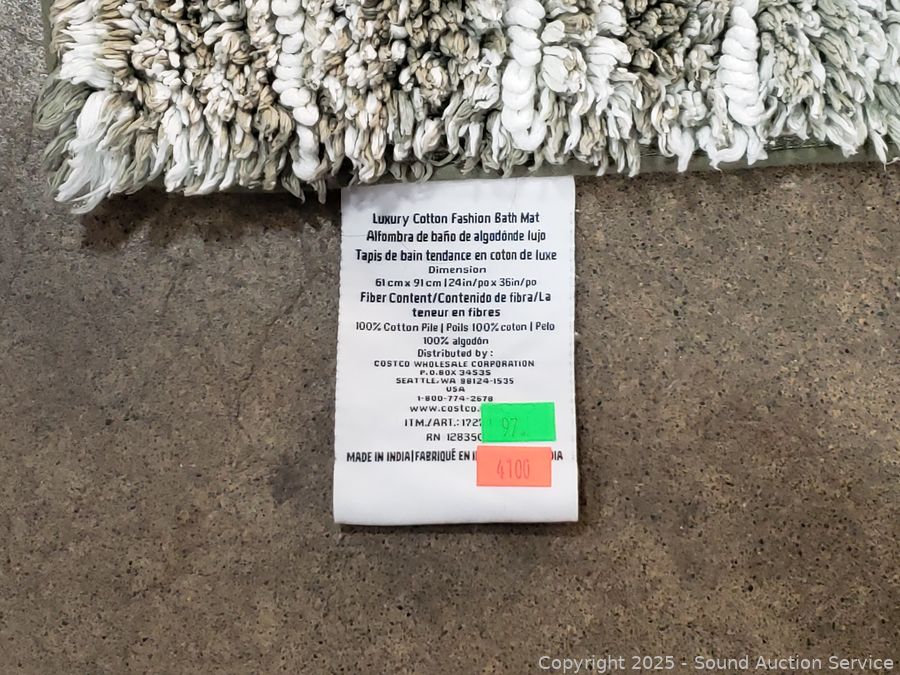 Luxury Cotton Fashion Bath Mat
Alfombra de baño de algodónde lujo
Tapis de bain tendance en coton de luxe
Dimension
61 cm x 91 cm | 24in/po x 36in/po
Fiber Content/Contenido de fibra/La
teneur en fibres
100% Cotton Pile | Poils 100% coton | Pelo
100% algodón
Distributed by :
COSTCO WHOLESALE CORPORATION
P.O.BOX 34535
SEATTLE, WA 98124-1535
USA
1-800-774-2678
www.costco.
ITM./ART.:
97
RN
MADE IN INDIA|FABRIQUÉ EN
4100
Copyright © 2025 - Sound Auction Service